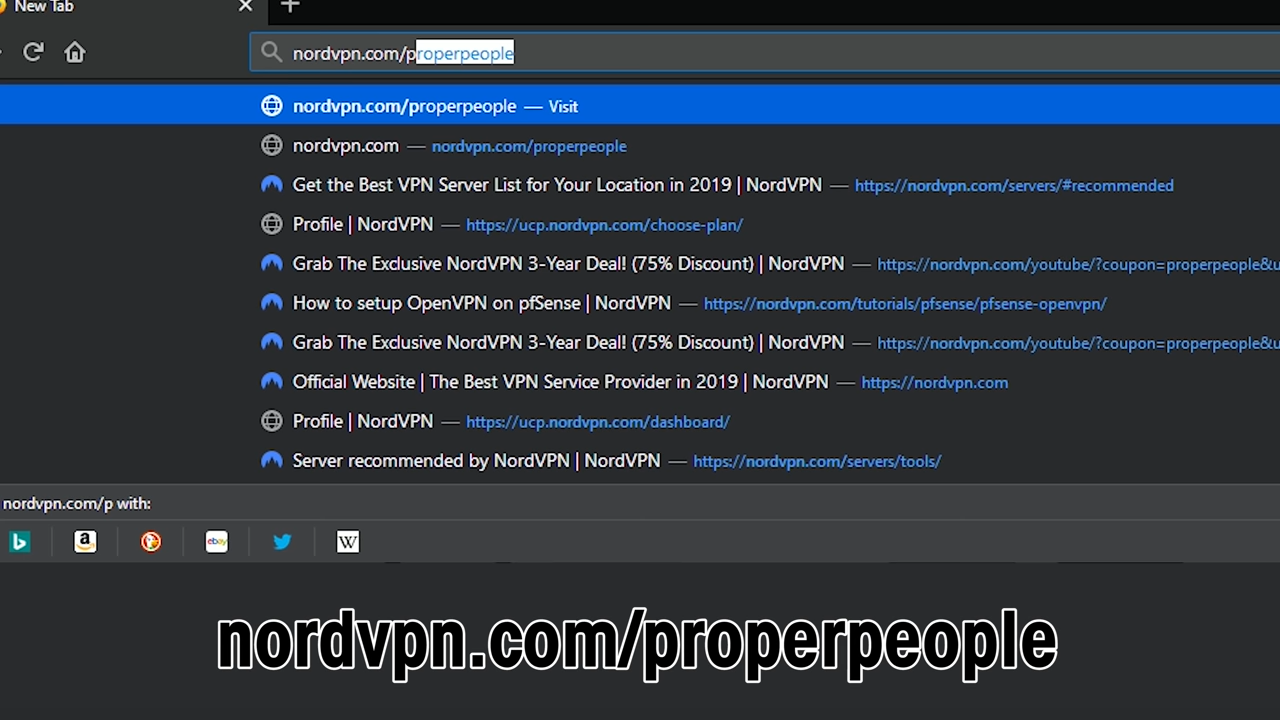 New Tab
nordvpn.com/properpeople
nordvpn.com/properpeople — Visit
nordvpn.com — nordvpn.com/properpeople
Get the Best VPN Server List for Your Location in 2019 | NordVPN — https://nordvpn.com/servers/#recommended
Profile | NordVPN — https://ucp.nordvpn.com/choose-plan/
Grab The Exclusive NordVPN 3-Year Deal! (75% Discount) | NordVPN — https://nordvpn.com/youtube/?coupon=properpeople&u
How to setup OpenVPN on pfSense | NordVPN — https://nordvpn.com/tutorials/pfsense/pfsense-openvpn/
Grab The Exclusive NordVPN 3-Year Deal! (75% Discount) | NordVPN — https://nordvpn.com/youtube/?coupon=properpeople&u
Official Website | The Best VPN Service Provider in 2019 | NordVPN — https://nordvpn.com
Profile | NordVPN — https://ucp.nordvpn.com/dashboard/
Server recommended by NordVPN | NordVPN — https://nordvpn.com/servers/tools/
nordvpn.com/p with:
b a ebay W
nordvpn.com/properpeople